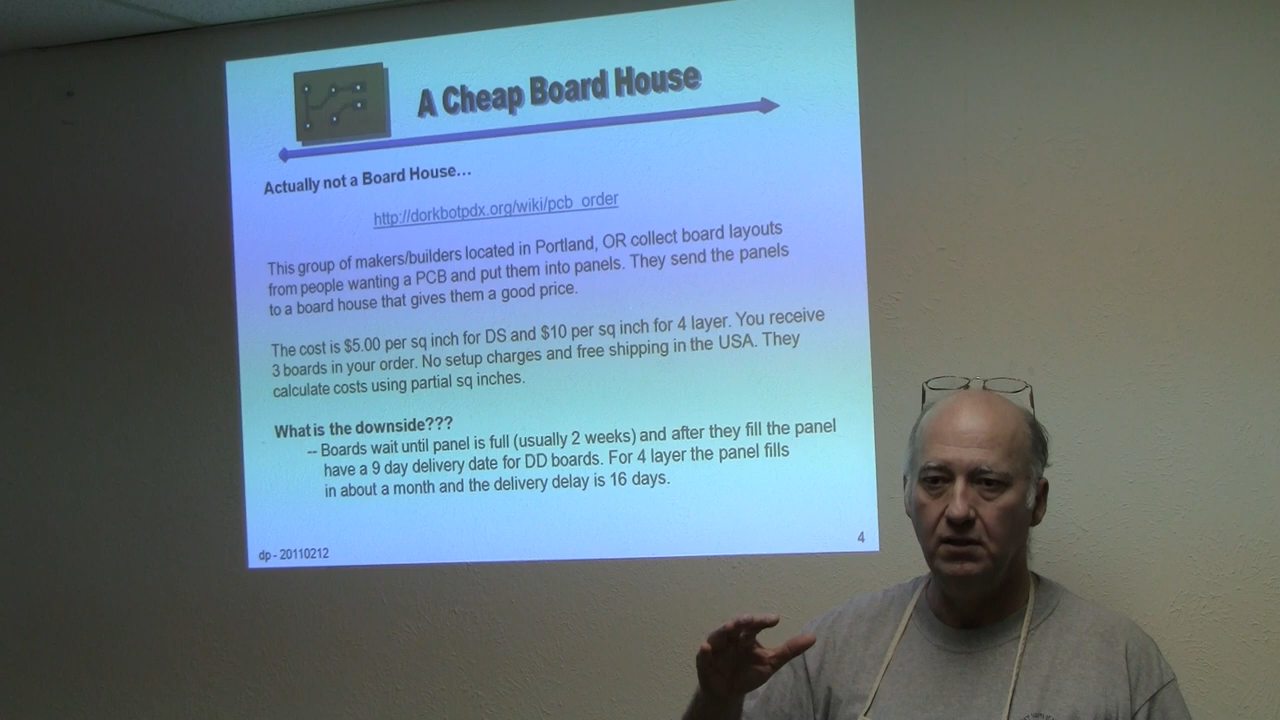 A Cheap Board House
Actually not a Board House...
http://dorkbotpdx.org/wiki/pcb_order
This group of makers/builders located in Portland, OR collect board layouts
from people wanting a PCB and put them into panels. They send the panels
to a board house that gives them a good price.
The cost is $5.00 per sq inch for DS and $10 per sq inch for 4 layer. You receive
3 boards in your order. No setup charges and free shipping in the USA. They
calculate costs using partial sq inches.
What is the downside???
-- Boards wait until panel is full (usually 2 weeks) and after they fill the panel
have a 9 day delivery date for DD boards. For 4 layer the panel fills
in about a month and the delivery delay is 16 days.
dp - 20110212
4